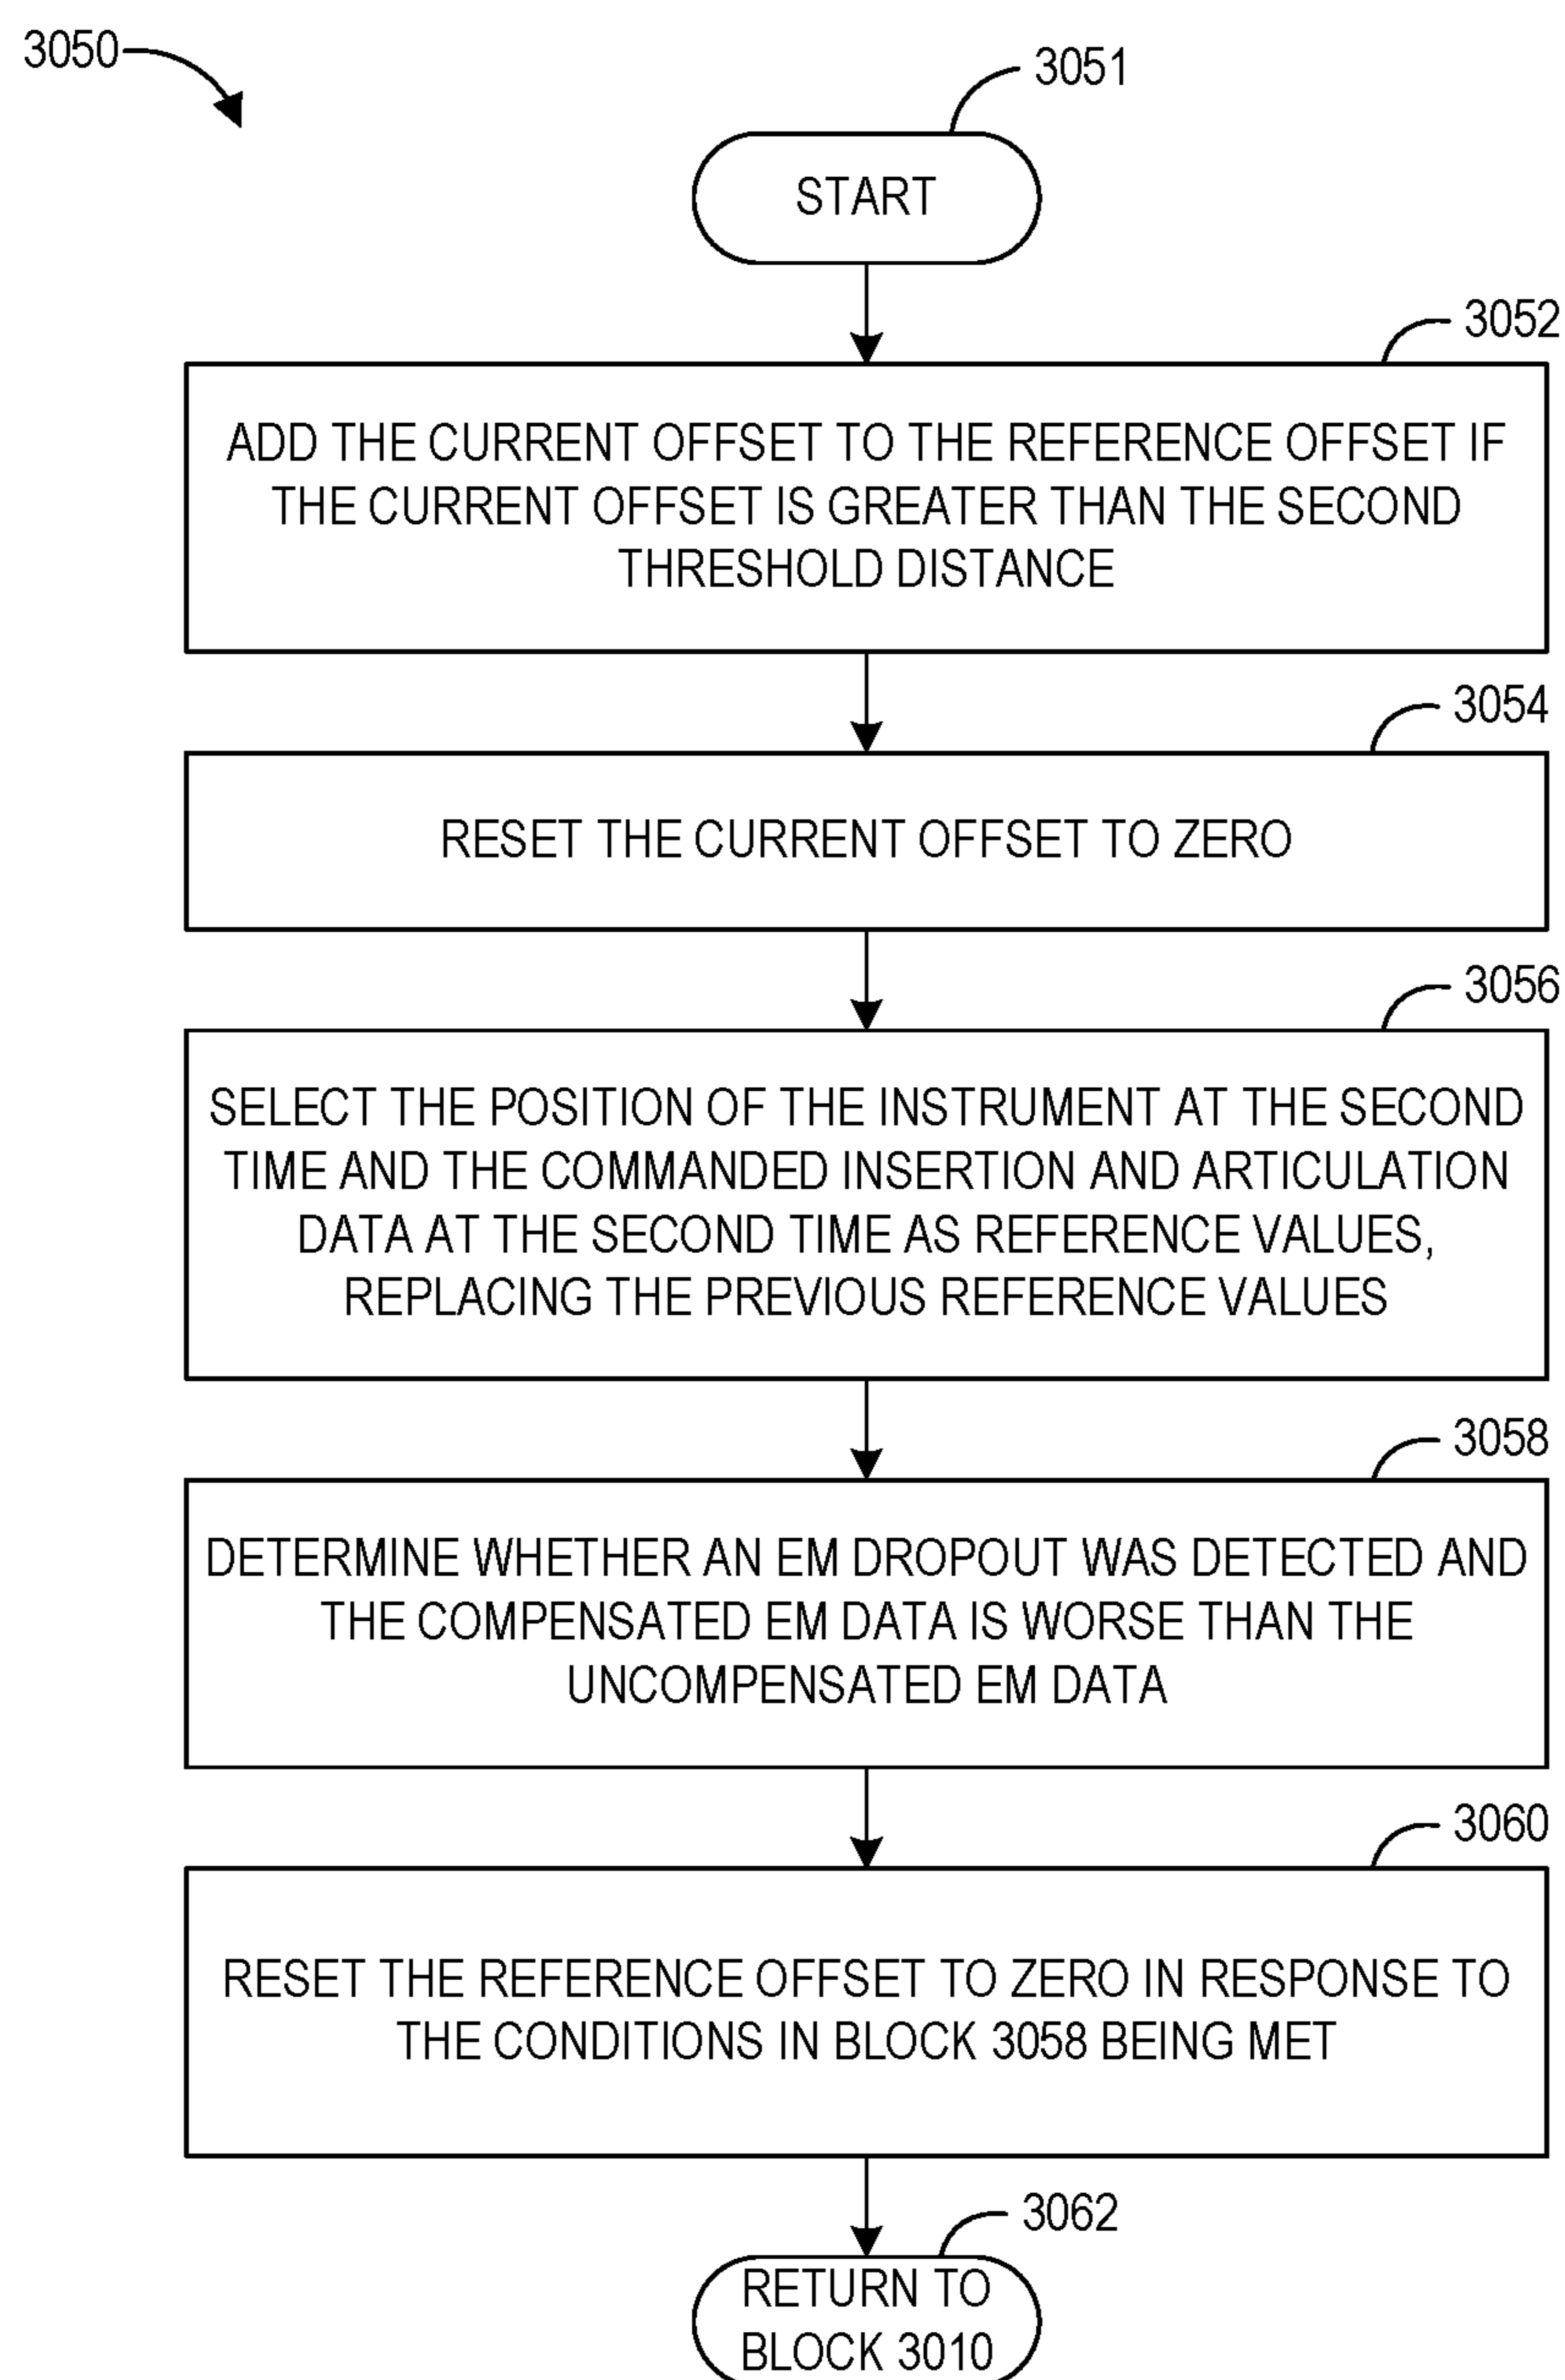 3050
3051
START
3052
ADD THE CURRENT OFFSET TO THE REFERENCE OFFSET IF
THE CURRENT OFFSET IS GREATER THAN THE SECOND
THRESHOLD DISTANCE
3054
RESET THE CURRENT OFFSET TO ZERO
3056
SELECT THE POSITION OF THE INSTRUMENT AT THE SECOND
TIME AND THE COMMANDED INSERTION AND ARTICULATION
DATA AT THE SECOND TIME AS REFERENCE VALUES,
REPLACING THE PREVIOUS REFERENCE VALUES
3058
DETERMINE WHETHER AN EM DROPOUT WAS DETECTED AND
THE COMPENSATED EM DATA IS WORSE THAN THE
UNCOMPENSATED EM DATA
3060
RESET THE REFERENCE OFFSET TO ZERO IN RESPONSE TO
THE CONDITIONS IN BLOCK 3058 BEING MET
3062
RETURN TO
BLOCK 3010